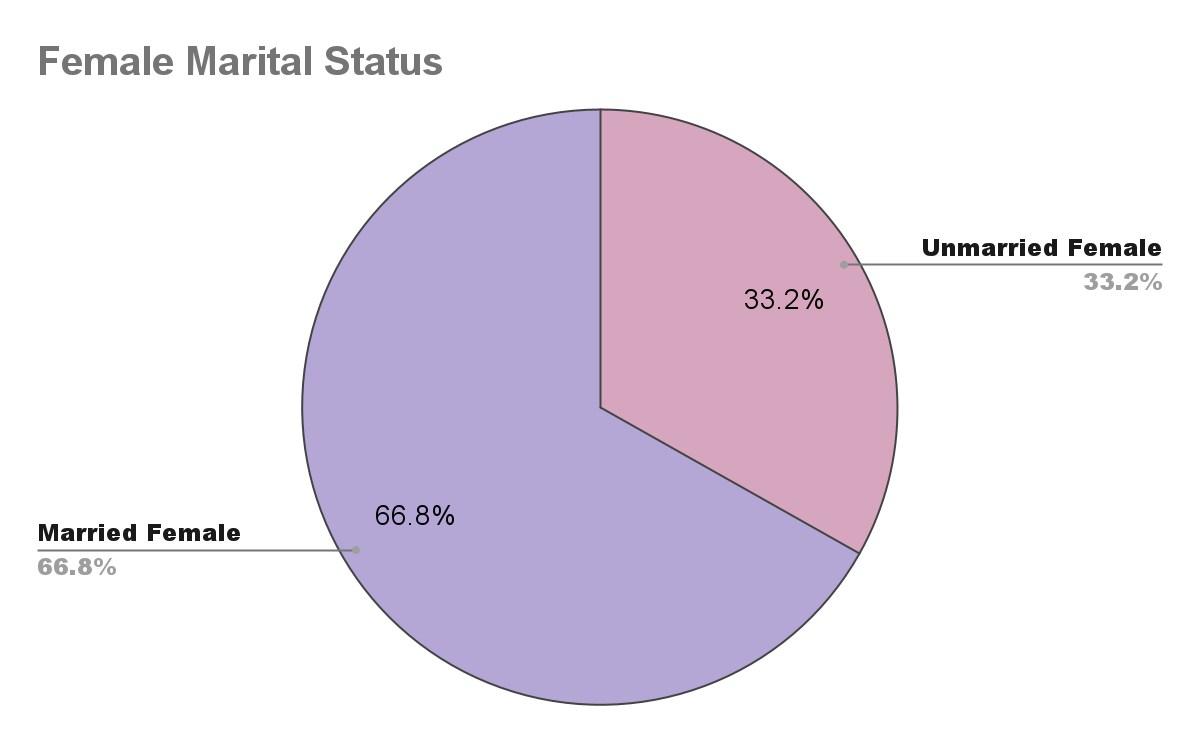 Female Marital Status
Unmarried Female
33.2%
33.2%
66.8%
Married Female
66.8%